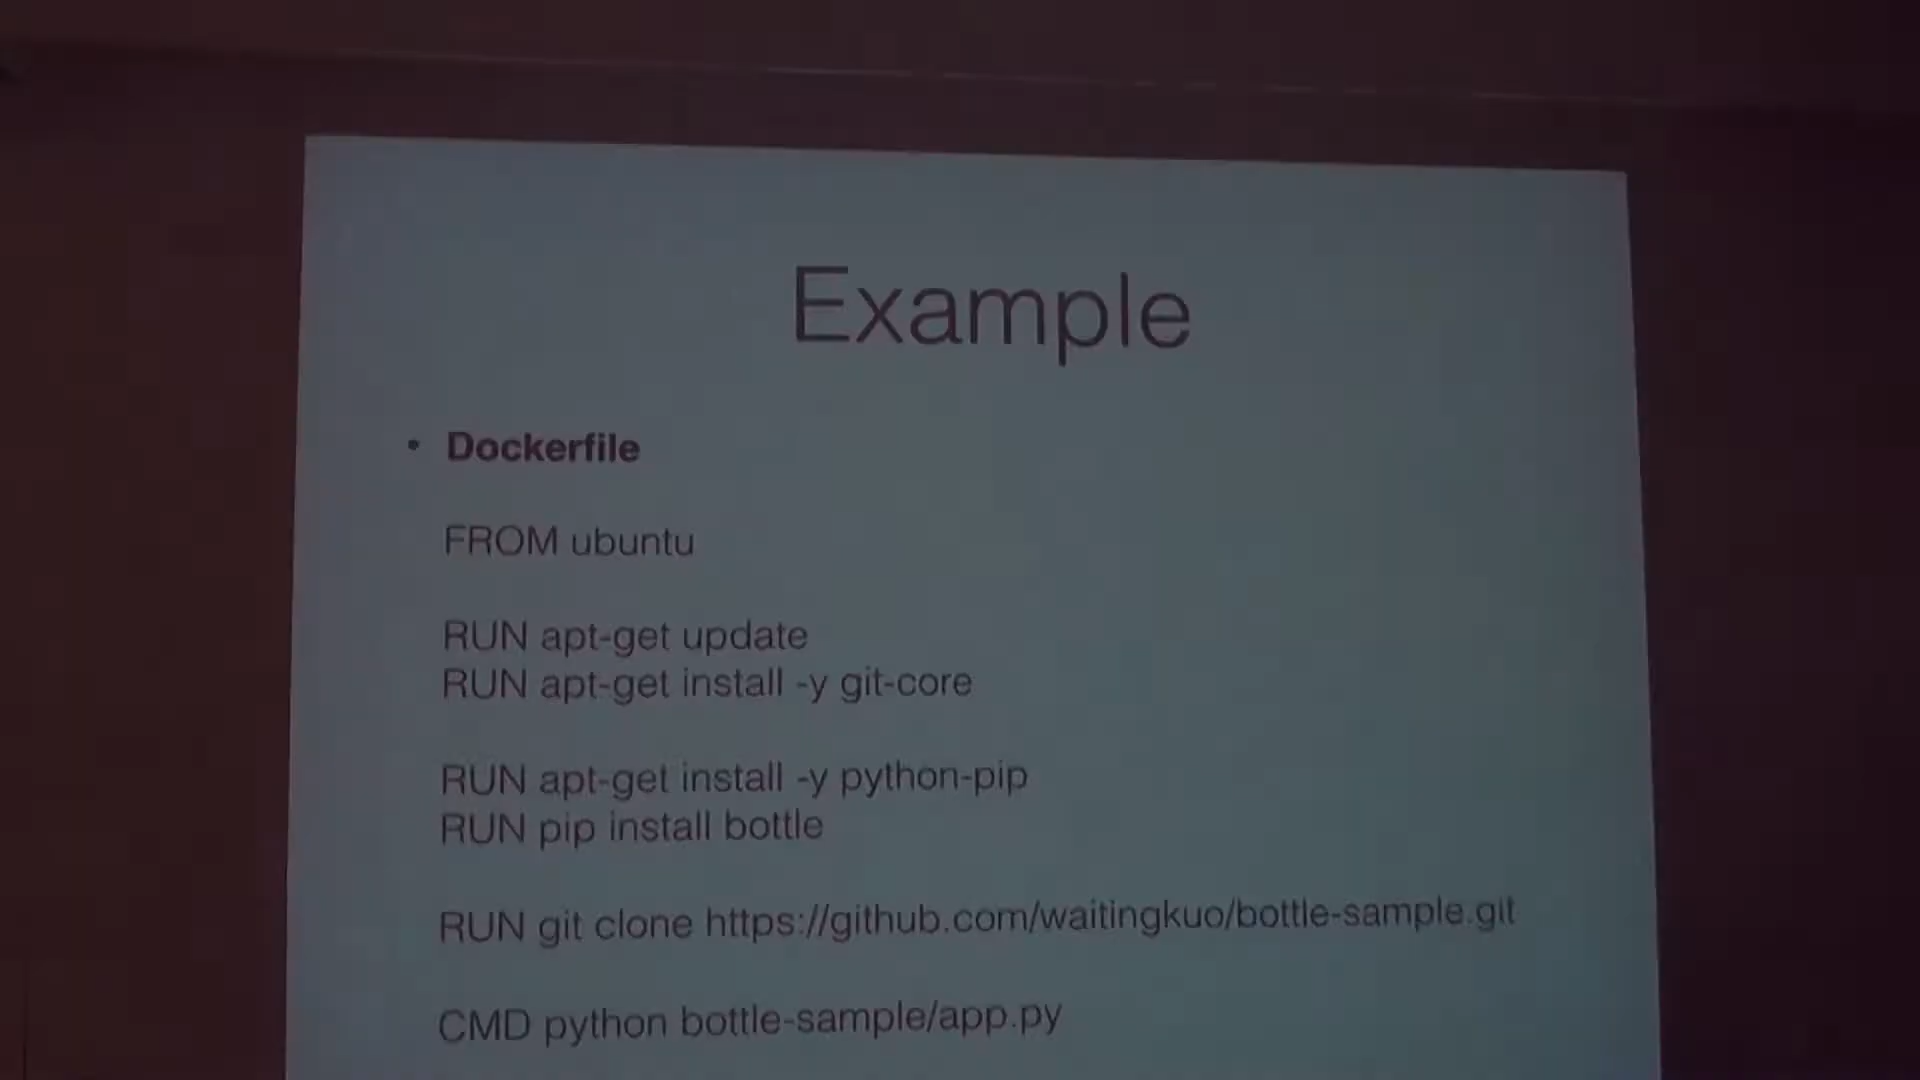 Example
• Dockerfile
FROM ubuntu
RUN apt-get update
RUN apt-get install -y git-core
RUN apt-get install -y python-pip
RUN pip install bottle
RUN git clone https://github.com/waitingkuo/bottle-sample.git
CMD python bottle-sample/app.py